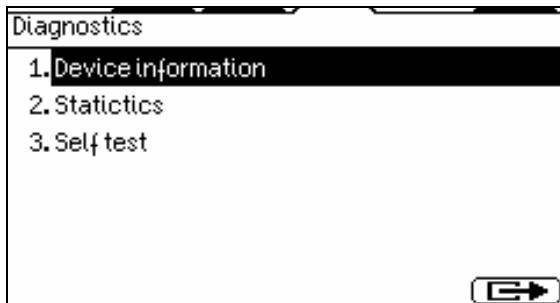 Diagnostics
1. Device information
2. Statictics
3. Self test